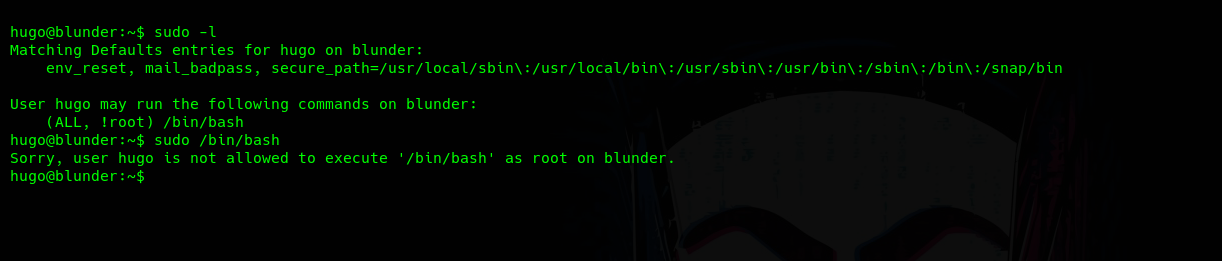 hugo@blunder:~$ sudo -l
Matching Defaults entries for hugo on blunder:
    env_reset, mail_badpass, secure_path=/usr/local/sbin\:/usr/local/bin\:/usr/sbin\:/usr/bin\:/sbin\:/bin\:/snap/bin

User hugo may run the following commands on blunder:
    (ALL, !root) /bin/bash
hugo@blunder:~$ sudo /bin/bash
Sorry, user hugo is not allowed to execute '/bin/bash' as root on blunder.
hugo@blunder:~$